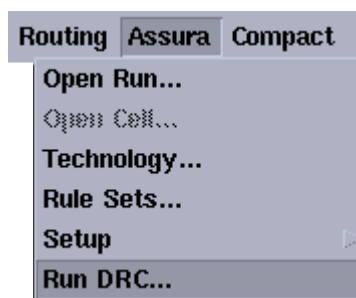 Routing Assura Compact
Open Run...
Open Cell...
Technology...
Rule Sets...
Setup
Run DRC...